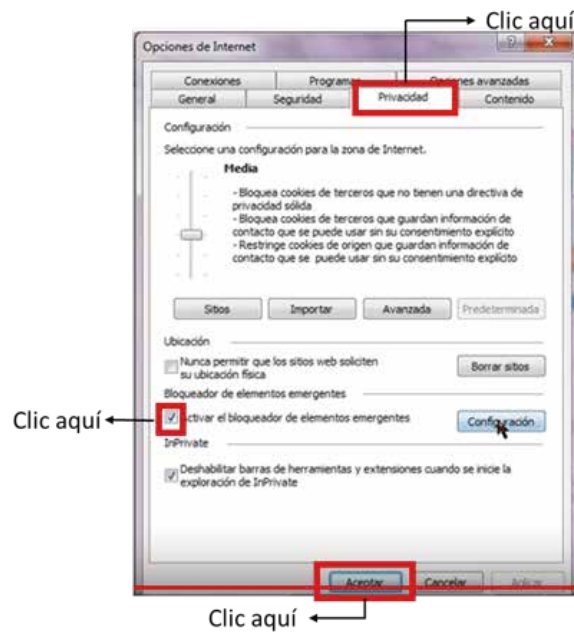 Clic aquí
Opciones de Internet
Conexiones Programas Opciones avanzadas
General Seguridad Privacidad Contenido
Configuración
Seleccione una configuración para la zona de Internet.
Media
- Bloquea cookies de terceros que no tienen una directiva de
privacidad sólida
- Bloquea cookies de terceros que guardan información de
contacto que se puede usar sin su consentimiento explícito
- Restringe cookies de origen que guardan información de
contacto que se puede usar sin su consentimiento explícito
Sitios Importar Avanzada Predeterminada
Ubicación
Nunca permitir que los sitios web soliciten
su ubicación física
Borrar sitios
Bloqueador de elementos emergentes
Clic aquí
Activar el bloqueador de elementos emergentes
Configuración
InPrivate
Deshabilitar barras de herramientas y extensiones cuando se inicie la
exploración de InPrivate
Aceptar Cancelar Aplicar
Clic aquí